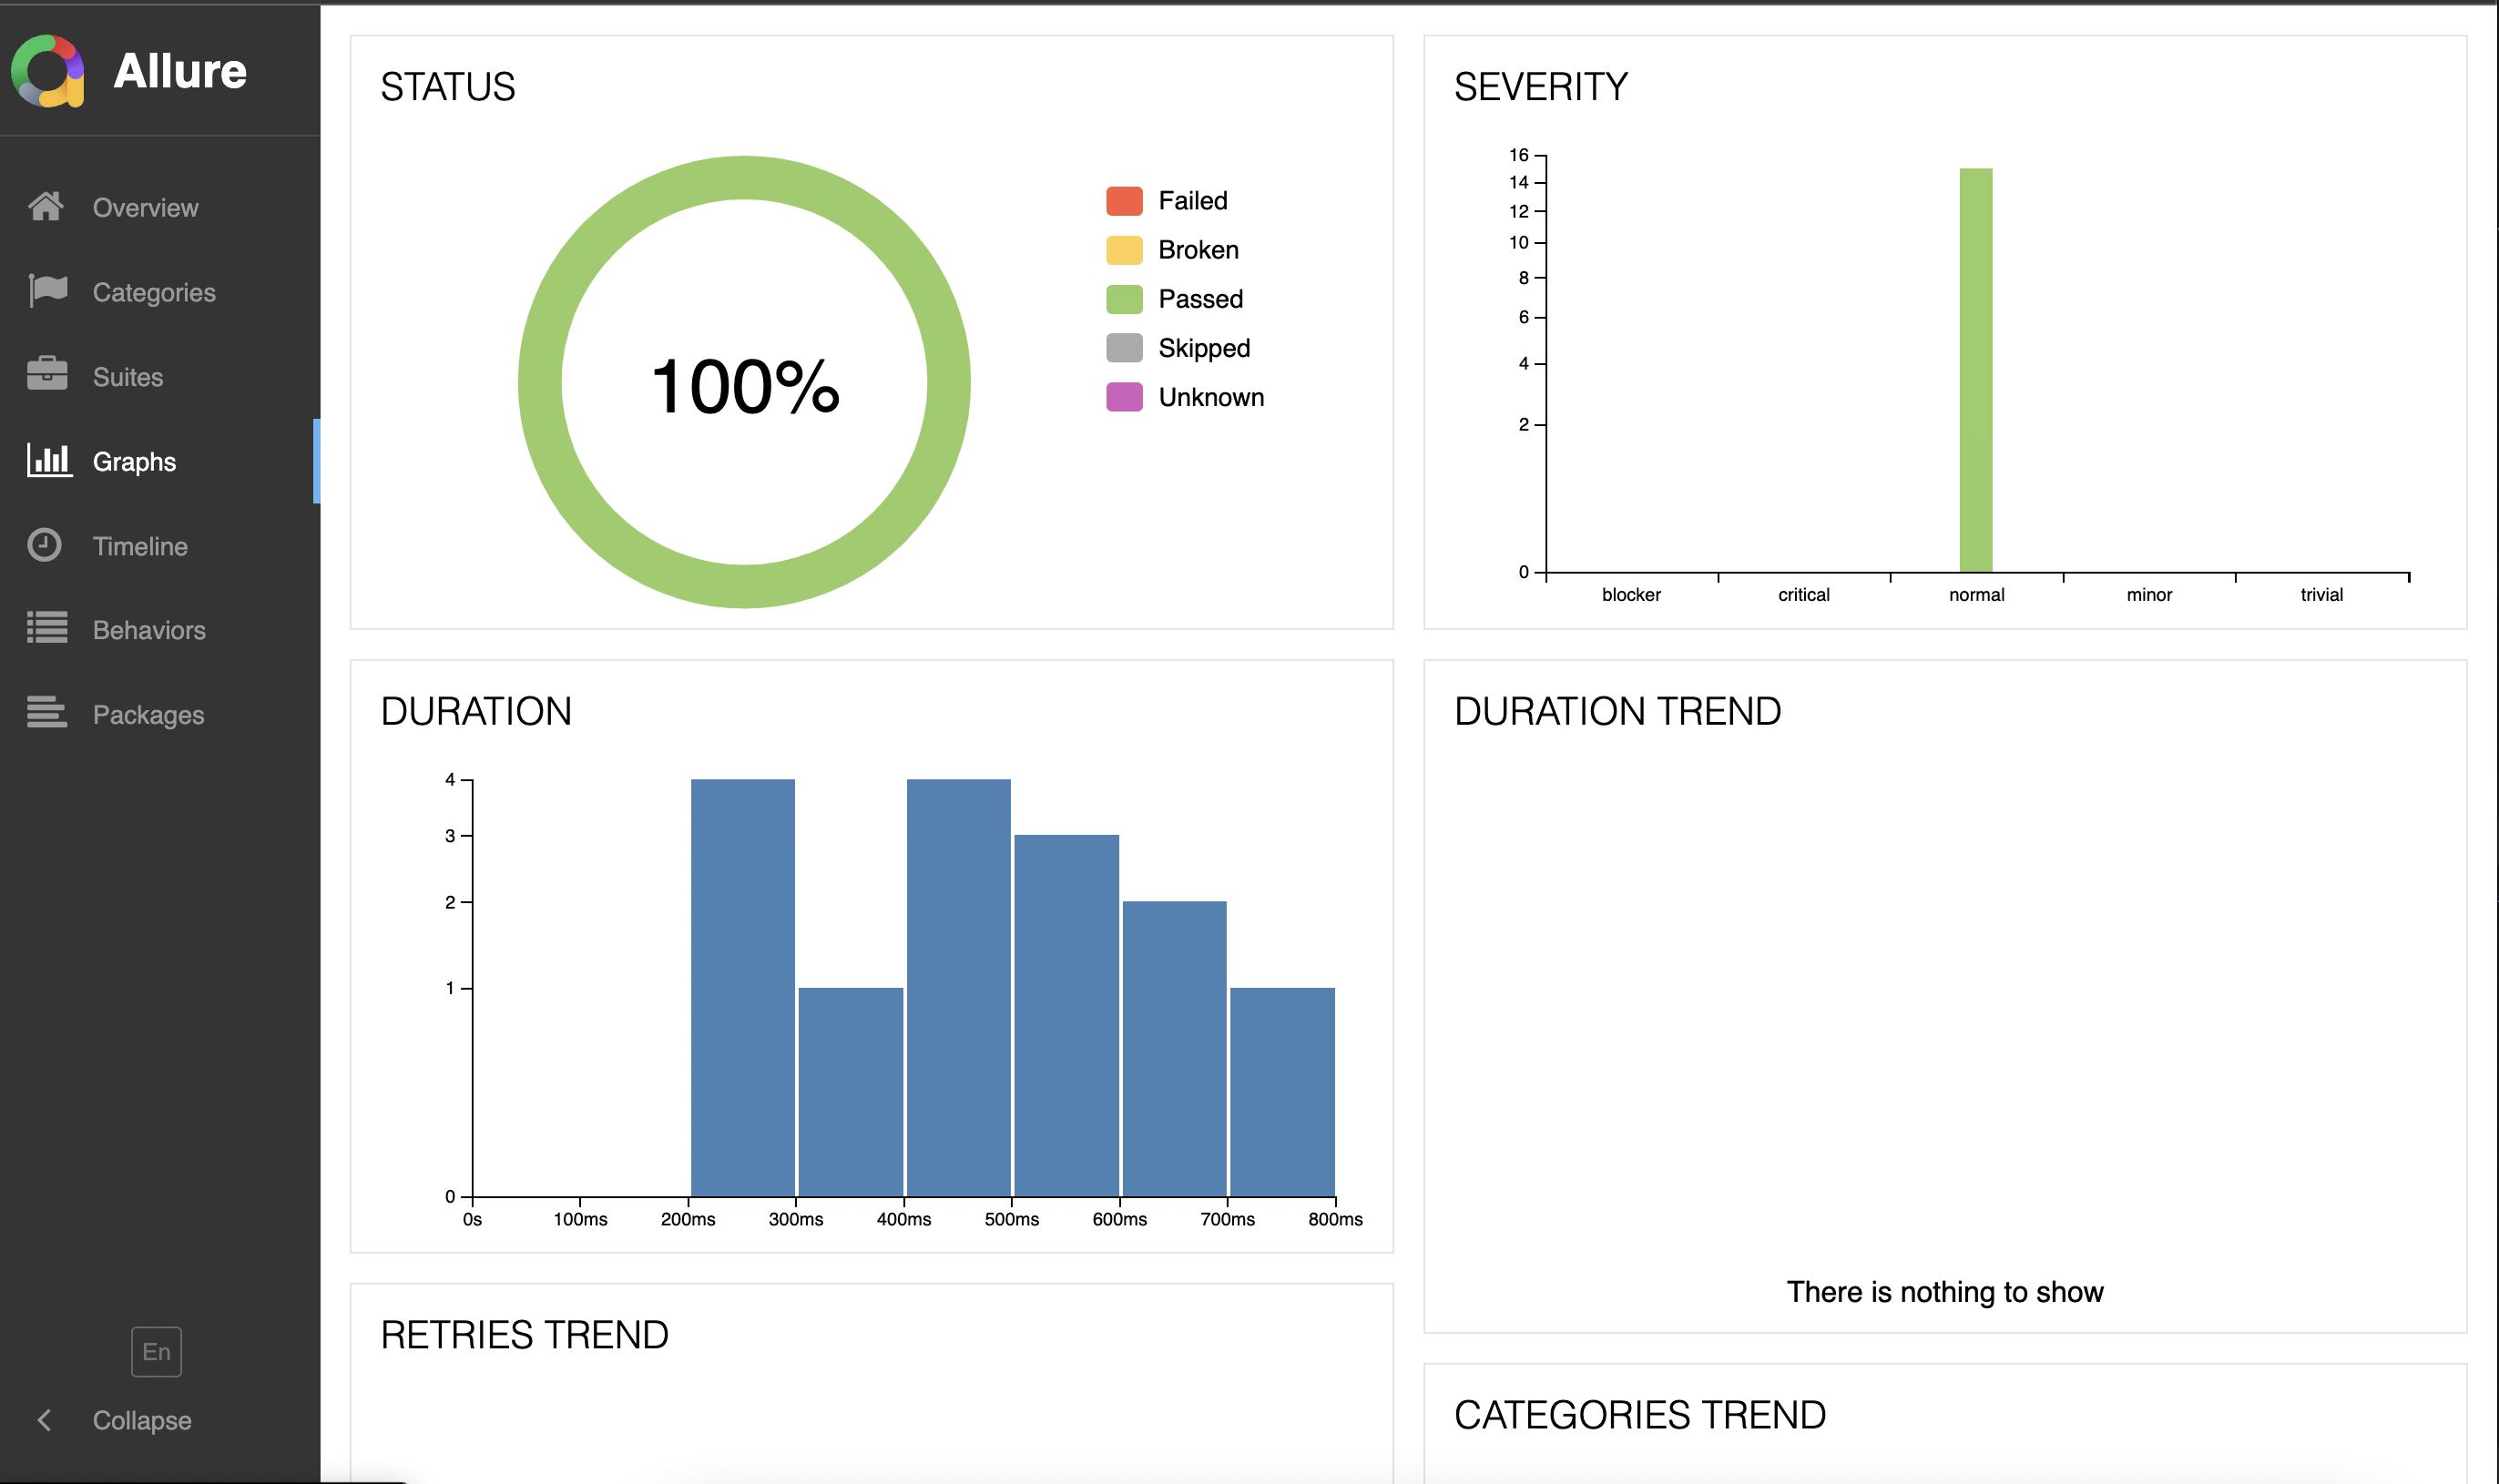 Allure
Overview
Categories
Suites
Graphs
Timeline
Behaviors
Packages
En
Collapse
STATUS
100%
Failed
Broken
Passed
Skipped
Unknown
SEVERITY
16
14
12
10
8
6
4
2
0
blocker critical normal minor trivial
DURATION
4
3
2
1
0
0s 100ms 200ms 300ms 400ms 500ms 600ms 700ms 800ms
DURATION TREND
There is nothing to show
RETRIES TREND
CATEGORIES TREND